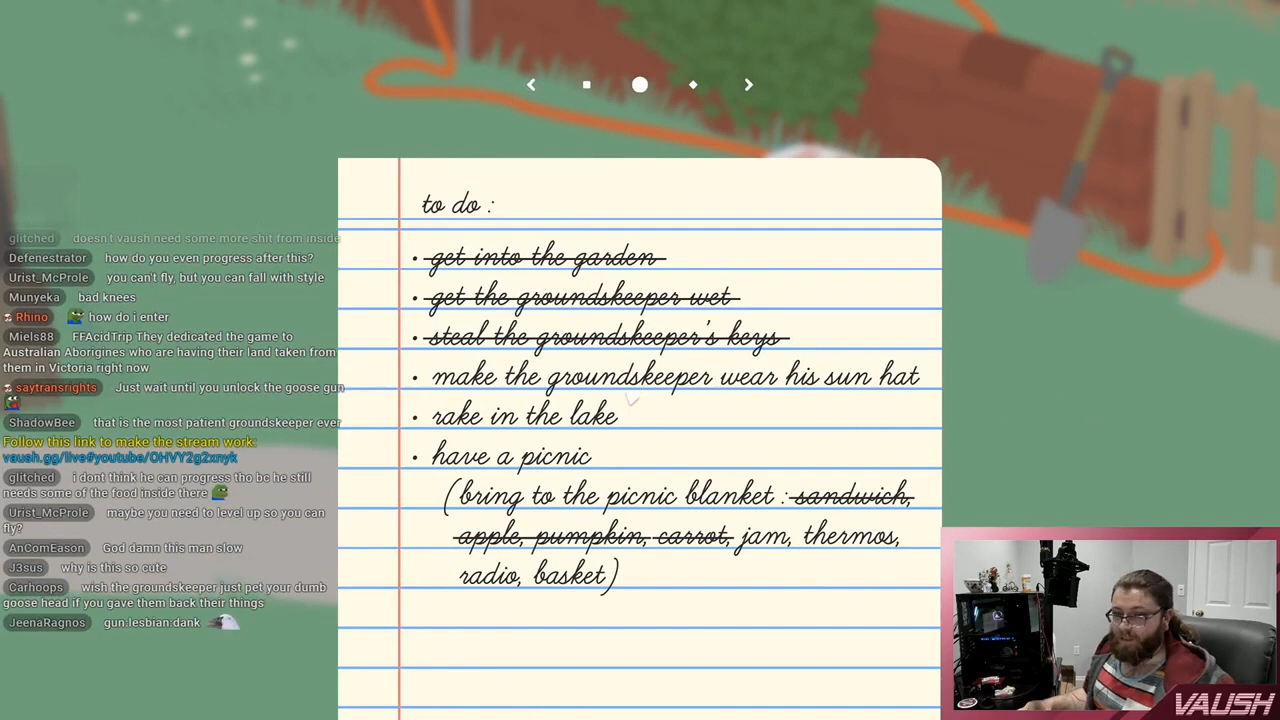 to do :
• get into the garden
• get the groundskeeper wet
• steal the groundskeeper's keys
• make the groundskeeper wear his sun hat
• rake in the lake
• have a picnic
(bring to the picnic blanket : sandwich,
apple, pumpkin, carrot, jam, thermos,
radio, basket)
glitched doesn't vaush need some more shit from inside
Defenestrator how do you even progress after this?
Urist_McProle you can't fly, but you can fall with style
Munyeka bad knees
Rhino how do i enter
Miels88 FFAcidTrip They dedicated the game to
Australian Aborigines who are having their land taken from
them in Victoria right now
saytransrights Just wait until you unlock the goose gun
ShadowBee that is the most patient groundskeeper ever
Follow this link to make the stream work:
vaush.gg/live#youtube/OHVY2g2xnyk
glitched i dont think he can progress tho bc he still
needs some of the food inside there
Urist_McProle maybe you need to level up so you can
fly?
AnComEason God damn this man slow
J3sus why is this so cute
Carhoops wish the groundskeeper just pet your dumb
goose head if you gave them back their things
JeenaRagnos gun:lesbian:dank
VAUSH